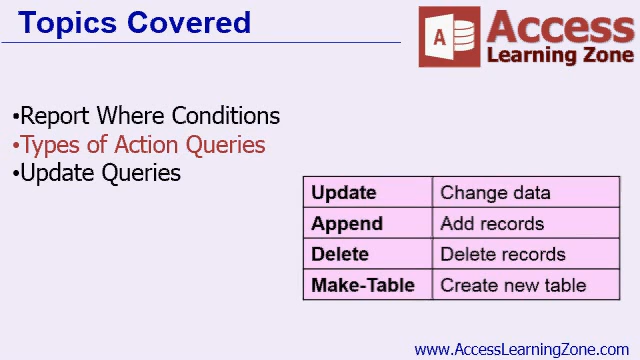 Topics Covered
A
Access
Learning Zone
•Report Where Conditions
•Types of Action Queries
•Update Queries
Update Change data
Append Add records
Delete Delete records
Make-Table Create new table
www.AccessLearningZone.com